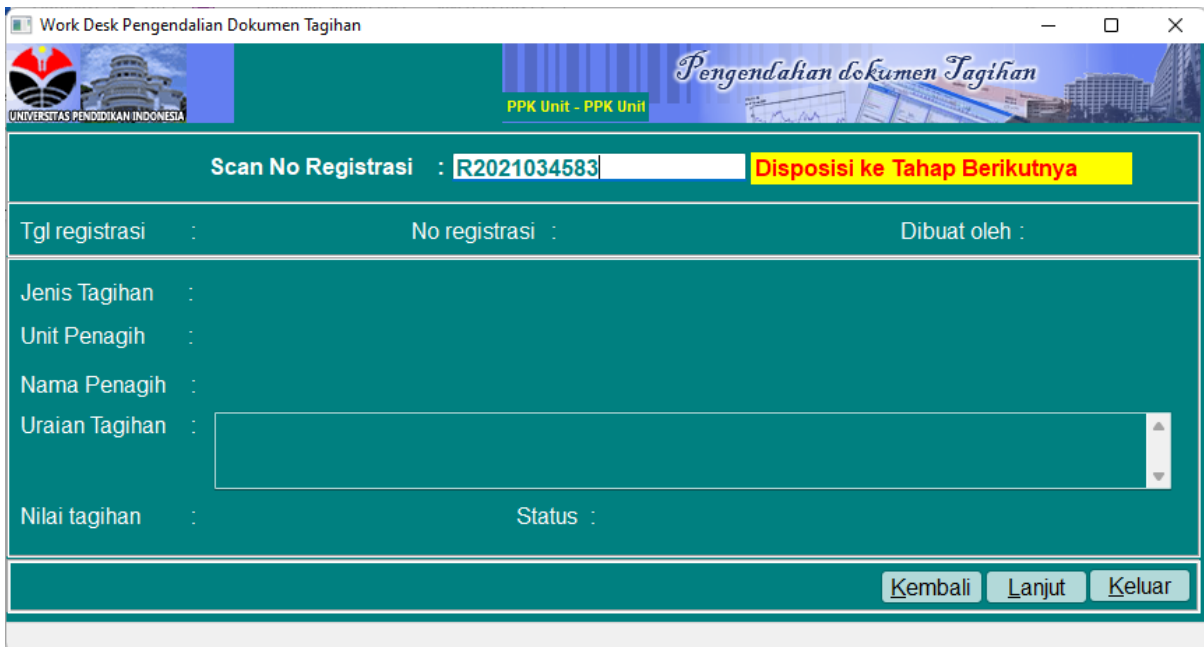 Work Desk Pengendalian Dokumen Tagihan
Pengendalian dokumen Tagihan
PPK Unit - PPK Unit
UNIVERSITAS PENDIDIKAN INDONESIA
Scan No Registrasi : R2021034583 Disposisi ke Tahap Berikutnya
Tgl registrasi : No registrasi : Dibuat oleh :
Jenis Tagihan :
Unit Penagih :
Nama Penagih :
Uraian Tagihan :
Nilai tagihan : Status :
Kembali Lanjut Keluar